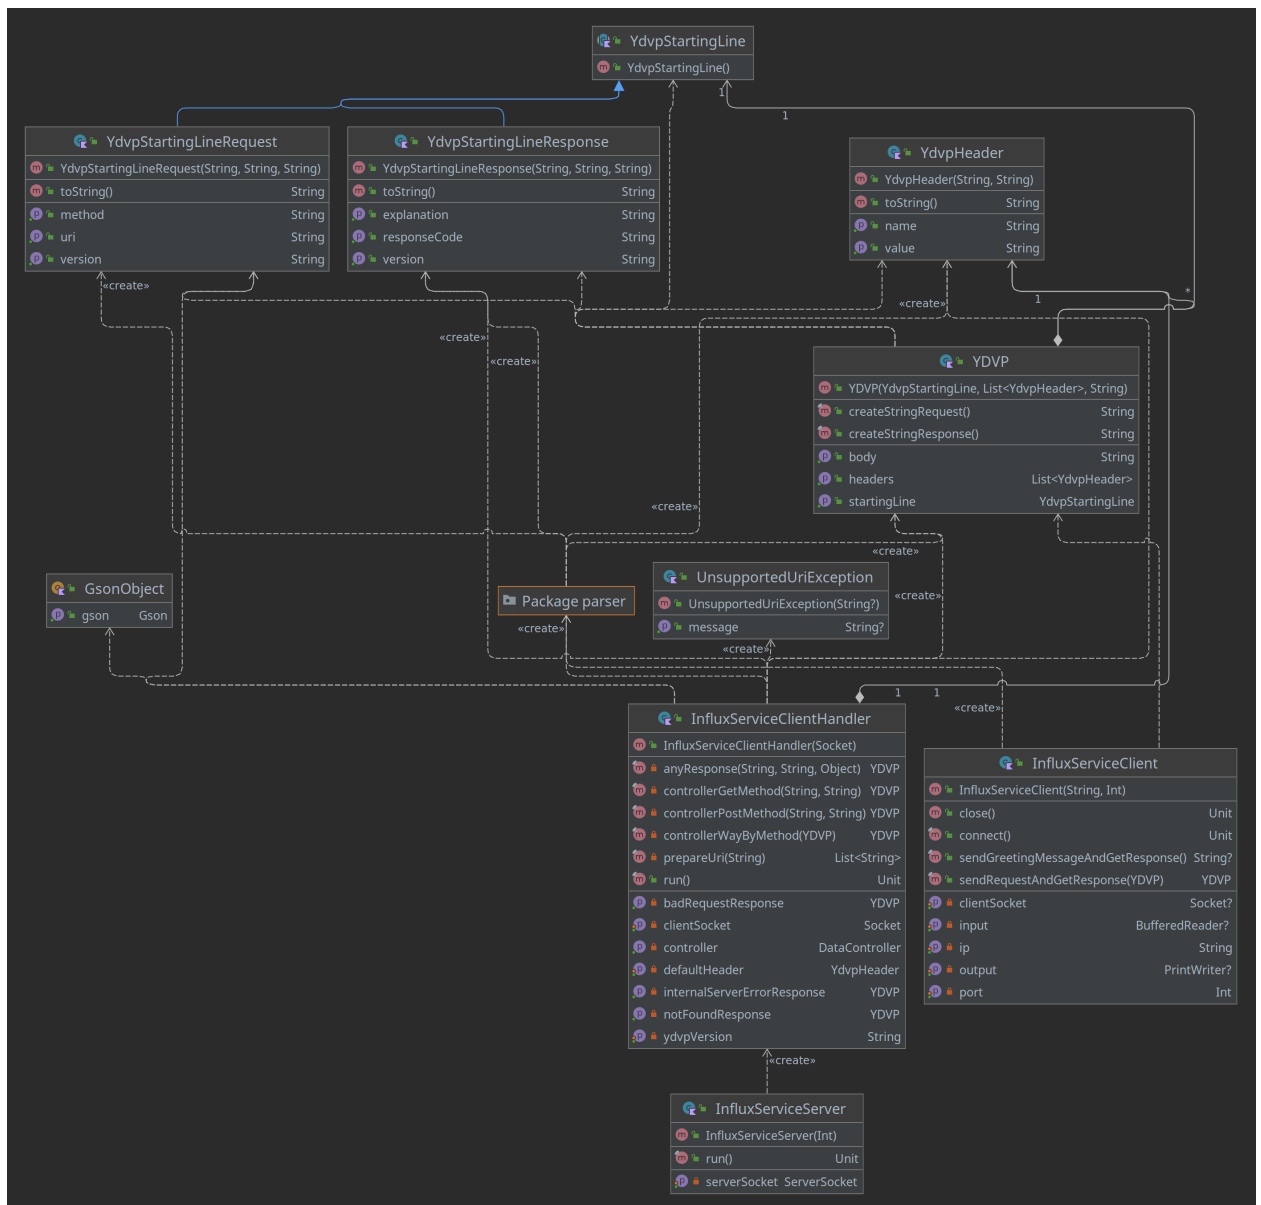 YdvpStartingLine
YdvpStartingLine()
1
1
YdvpStartingLineRequest
YdvpStartingLineRequest(String, String, String)
toString() String
method String
uri String
version String
YdvpStartingLineResponse
YdvpStartingLineResponse(String, String, String)
toString() String
explanation String
responseCode String
version String
YdvpHeader
YdvpHeader(String, String)
toString() String
name String
value String
«create»
«create»
1
*
«create»
«create»
YDVP
YDVP(YdvpStartingLine, List<YdvpHeader>, String)
createStringRequest() String
createStringResponse() String
body String
headers List<YdvpHeader>
startingLine YdvpStartingLine
«create»
«create»
GsonObject
gson Gson
Package parser
UnsupportedUriException
UnsupportedUriException(String?)
message String?
«create»
«create»
«create»
1
1
«create»
InfluxServiceClientHandler
InfluxServiceClientHandler(Socket)
anyResponse(String, String, Object) YDVP
controllerGetMethod(String, String) YDVP
controllerPostMethod(String, String) YDVP
controllerWayByMethod(YDVP) YDVP
prepareUri(String) List<String>
run() Unit
badRequestResponse YDVP
clientSocket Socket
controller DataController
defaultHeader YdvpHeader
internalServerErrorResponse YDVP
notFoundResponse YDVP
ydvpVersion String
InfluxServiceClient
InfluxServiceClient(String, Int)
close() Unit
connect() Unit
sendGreetingMessageAndGetResponse() String?
sendRequestAndGetResponse(YDVP) YDVP
clientSocket Socket?
input BufferedReader?
ip String
output PrintWriter?
port Int
«create»
InfluxServiceServer
InfluxServiceServer(Int)
run() Unit
serverSocket ServerSocket